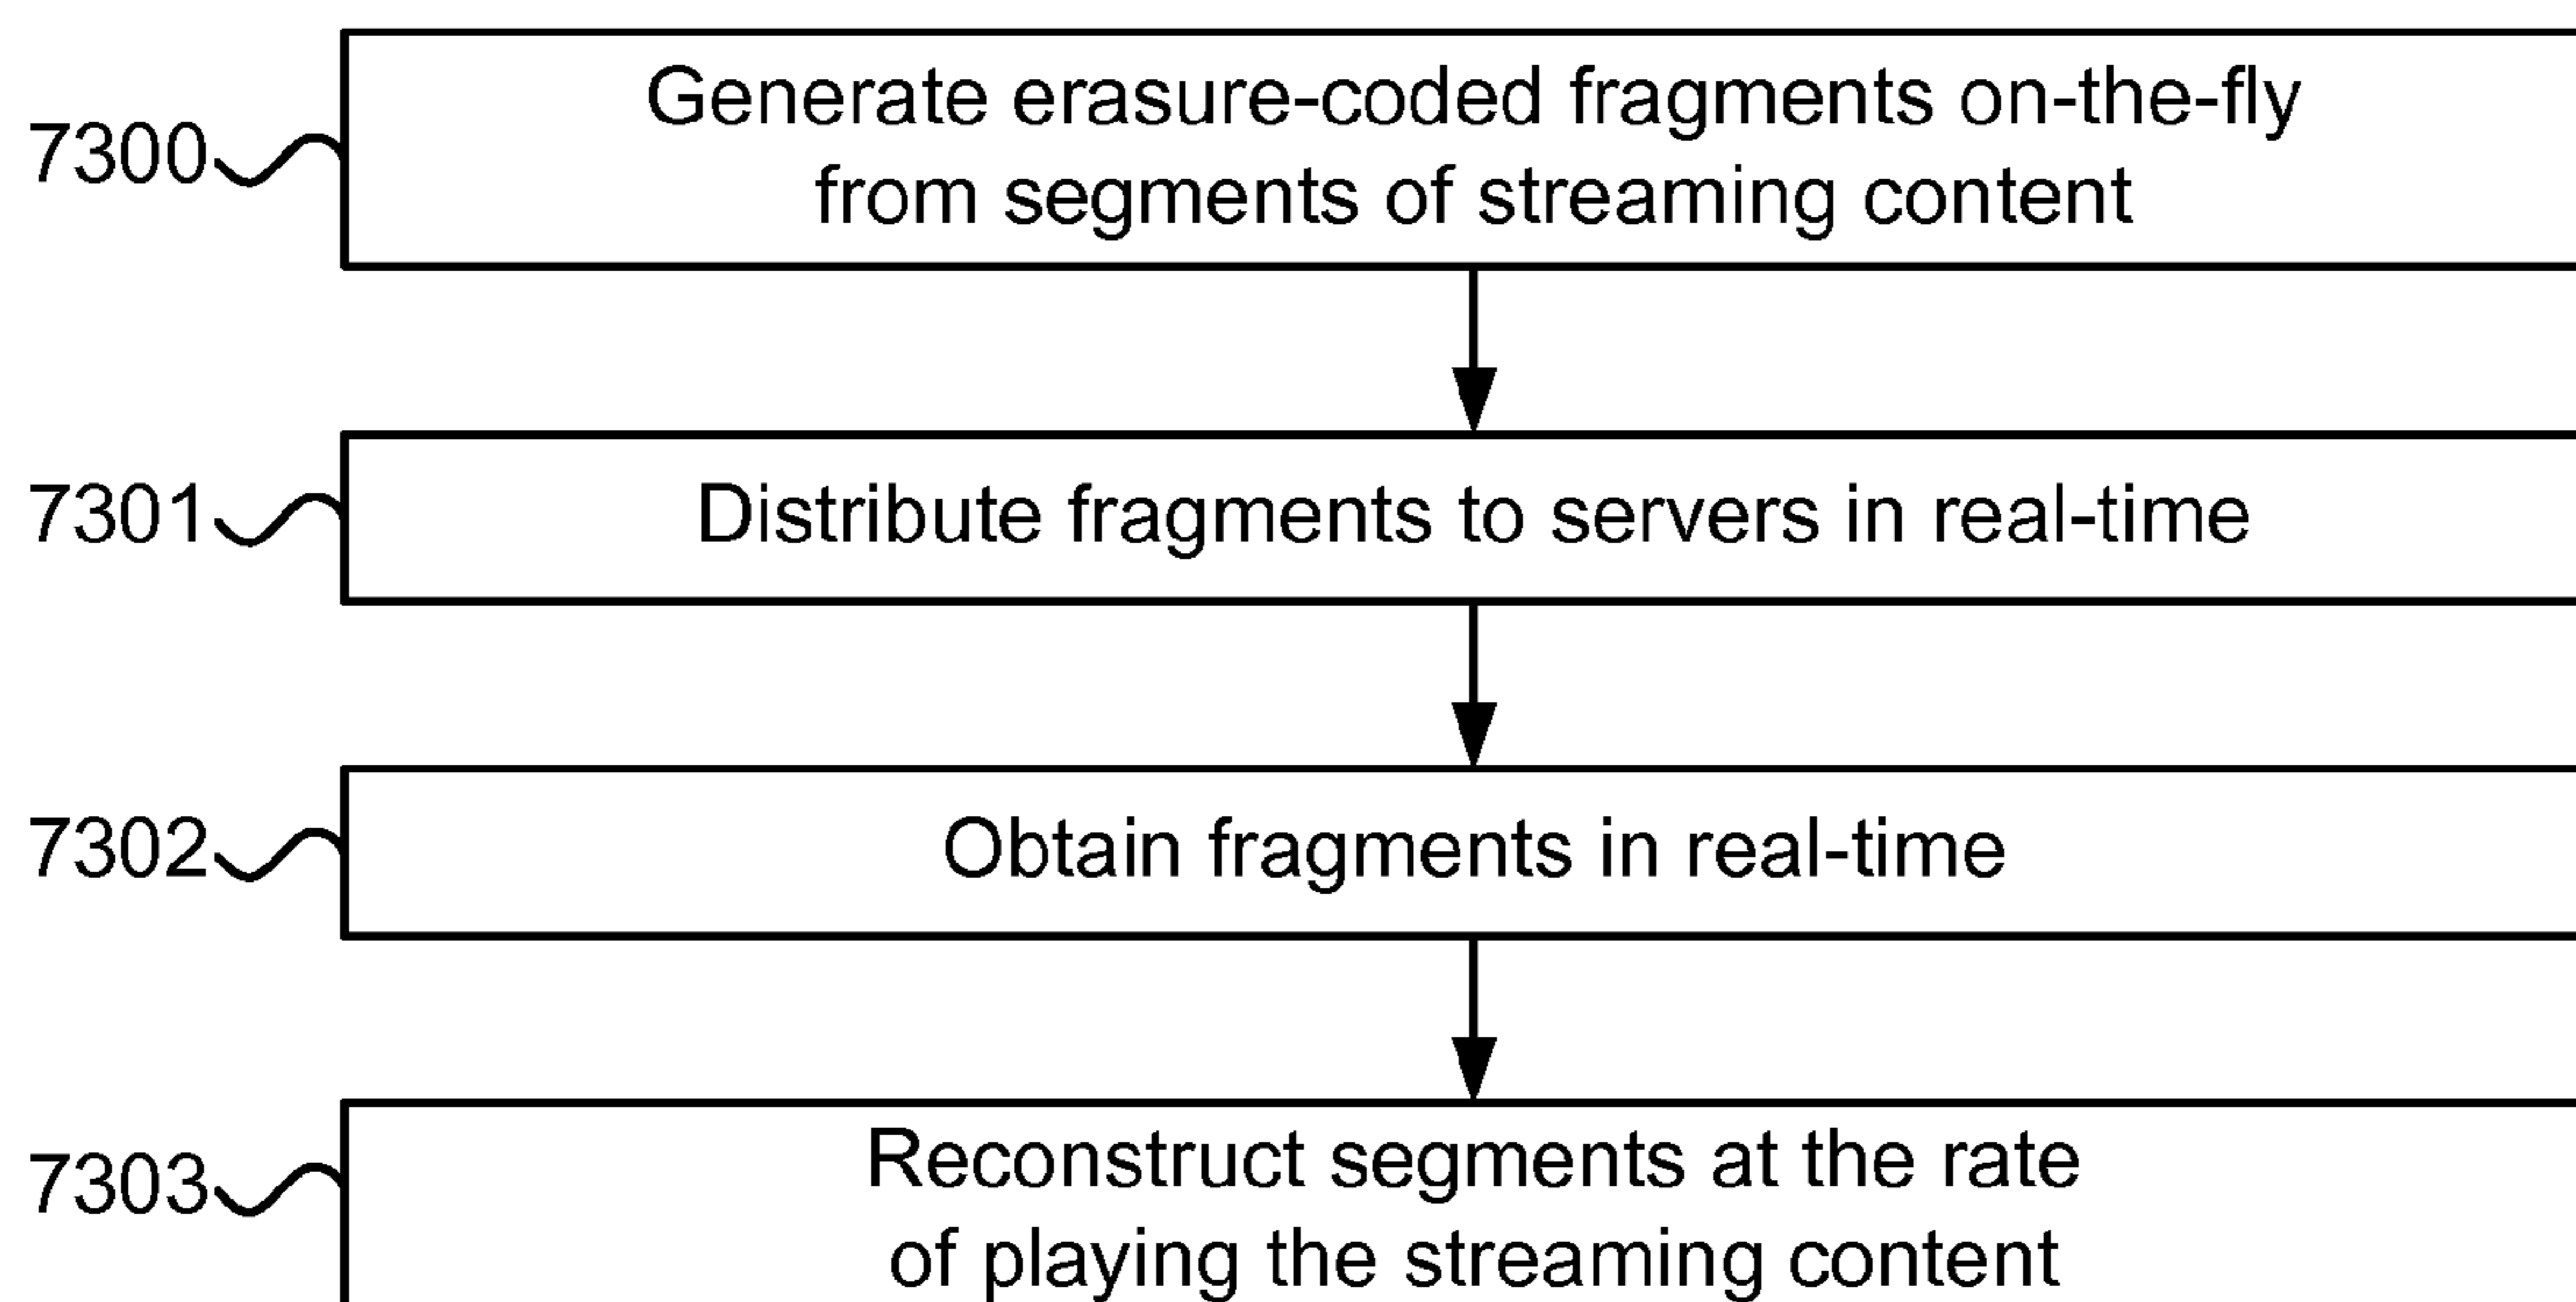 Generate erasure-coded fragments on-the-fly
7300
from segments of streaming content
7301
Distribute fragments to servers in real-time
7302
Obtain fragments in real-time
Reconstruct segments at the rate
7303
of playing the streaming content